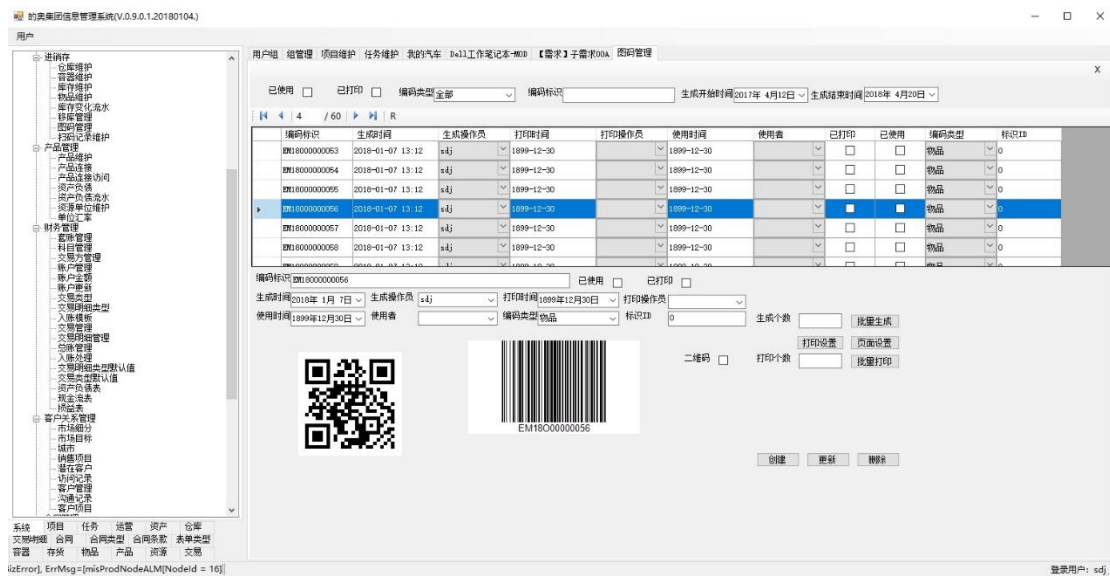 的奥集团信息管理系统(V.0.9.0.1.20180104.)
用户
进销存
仓库维护
容器维护
库存维护
物品维护
库存变化流水
移库管理
图码管理
扫码记录维护
产品管理
产品维护
产品连接
产品连接访问
资产负债
资产负债流水
资源单位维护
单位汇率
财务管理
套账管理
科目管理
交易方管理
账户管理
账户金额
账户更新
交易类型
交易明细类型
入账模板
交易管理
交易明细管理
总账管理
入账处理
交易明细类型默认值
交易类型默认值
资产负债表
现金流表
损益表
客户关系管理
市场细分
市场目标
城市
销售项目
潜在客户
访问记录
客户管理
沟通记录
客户项目
系统 项目 任务 运营 资产 仓库
交易明细 合同 合同类型 合同条款 表单类型
容器 存货 物品 产品 资源 交易
用户组 组管理 项目维护 任务维护 我的汽车 Dell工作笔记本-MOD 【需求】子需求OOA 图码管理
X
已使用 已打印 编码类型 全部 编码标识 生成开始时间 2017年 4月12日 生成结束时间 2018年 4月20日
4 / 60 R
编码标识 生成时间 生成操作员 打印时间 打印操作员 使用时间 使用者 已打印 已使用 编码类型 标识ID
EM18000000053 2018-01-07 13:12 sdj 1899-12-30 1899-12-30 物品 0
EM18000000054 2018-01-07 13:12 sdj 1899-12-30 1899-12-30 物品 0
EM18000000055 2018-01-07 13:12 sdj 1899-12-30 1899-12-30 物品 0
EM18000000056 2018-01-07 13:12 sdj 1899-12-30 1899-12-30 物品 0
EM18000000057 2018-01-07 13:12 sdj 1899-12-30 1899-12-30 物品 0
EM18000000058 2018-01-07 13:12 sdj 1899-12-30 1899-12-30 物品 0
编码标识 EM18000000056 已使用 已打印
生成时间 2018年 1月 7日 生成操作员 sdj 打印时间 1899年12月30日 打印操作员
使用时间 1899年12月30日 使用者 编码类型 物品 标识ID 0 生成个数 批量生成
打印设置 页面设置
二维码 打印个数 批量打印
EM18O00000056
创建 更新 删除
izError], ErrMsg=[misProdNodeALM[NodeId = 16]
登录用户: sdj